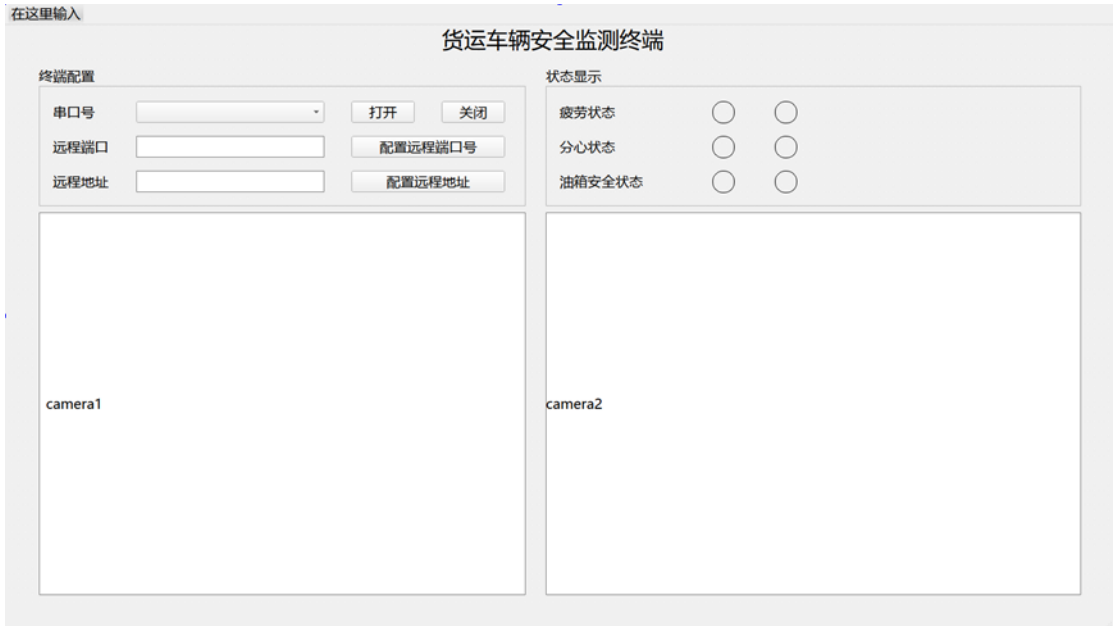 在这里输入
货运车辆安全监测终端
终端配置
串口号 打开 关闭
远程端口 配置远程端口号
远程地址 配置远程地址
camera1
状态显示
疲劳状态
分心状态
油箱安全状态
camera2